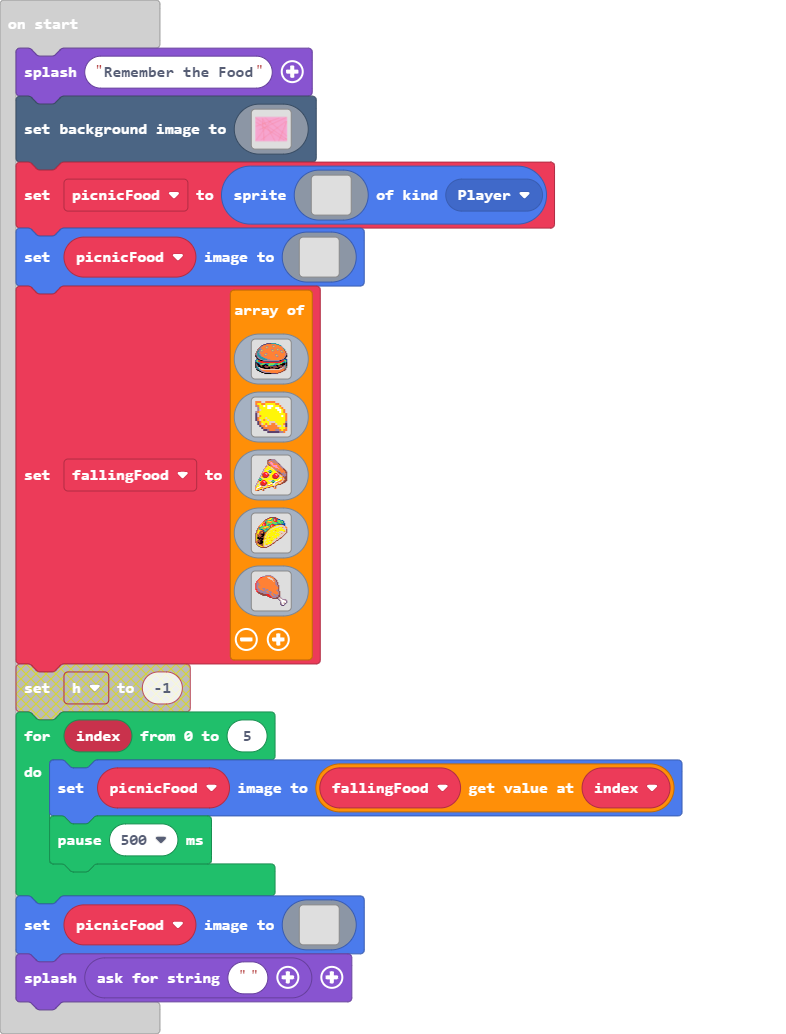 on start
splash "Remember the Food"
set background image to
set picnicFood to sprite of kind Player
set picnicFood image to
array of
set fallingFood to
set h to -1
for index from 0 to 5
do
set picnicFood image to fallingFood get value at index
pause 500 ms
set picnicFood image to
splash ask for string " "